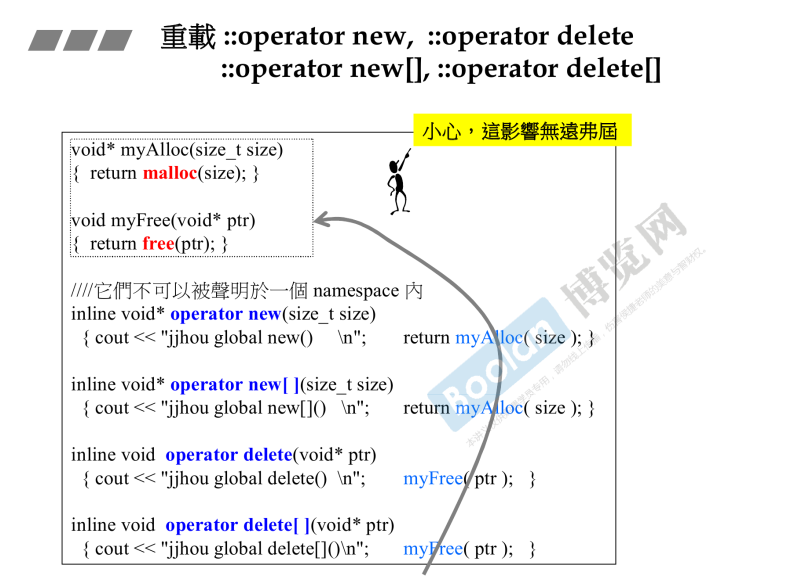 重載 ::operator new, ::operator delete
::operator new[], ::operator delete[]
小心，這影響無遠弗屆
void* myAlloc(size_t size)
{ return malloc(size); }
void myFree(void* ptr)
{ return free(ptr); }
////它們不可以被聲明於一個 namespace 內
inline void* operator new(size_t size)
{ cout << "jjhou global new() \n"; return myAlloc( size ); }
inline void* operator new[ ](size_t size)
{ cout << "jjhou global new[]() \n"; return myAlloc( size ); }
inline void operator delete(void* ptr)
{ cout << "jjhou global delete() \n"; myFree( ptr ); }
inline void operator delete[ ](void* ptr)
{ cout << "jjhou global delete[]()\n"; myFree( ptr ); }
Boolan 博览网